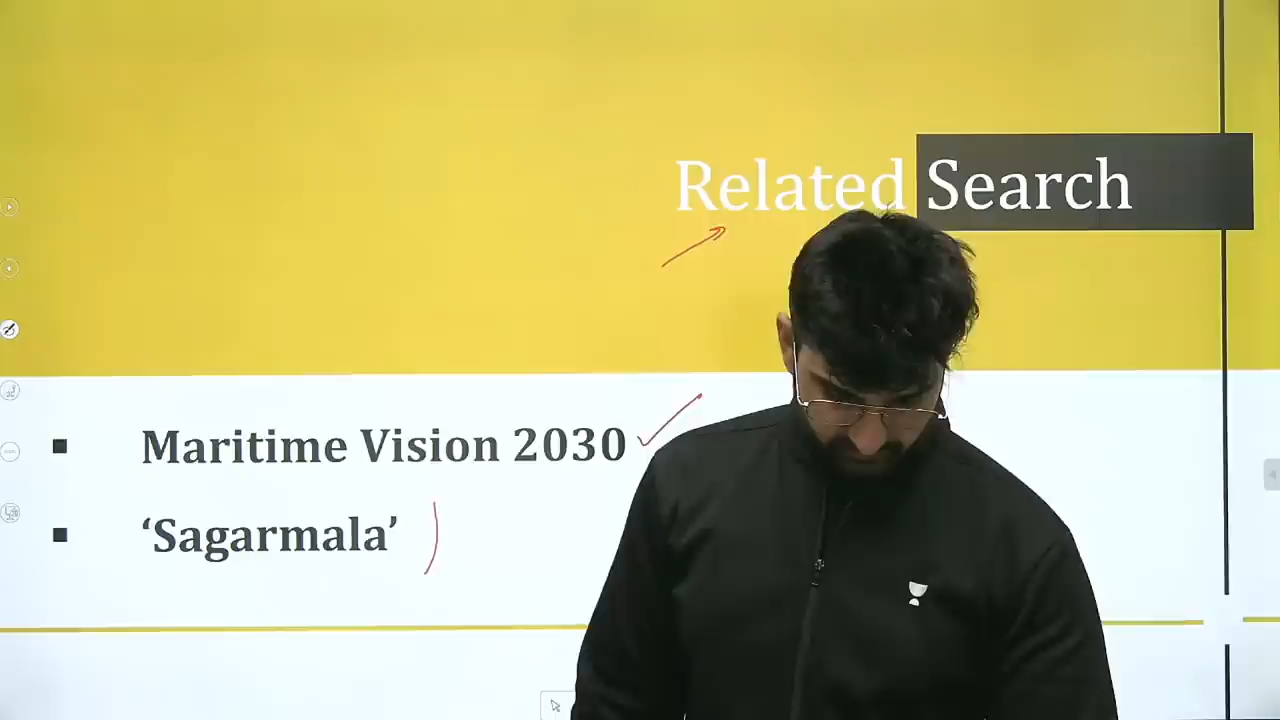 Related Search
▪ Maritime Vision 2030
▪ ‘Sagarmala’